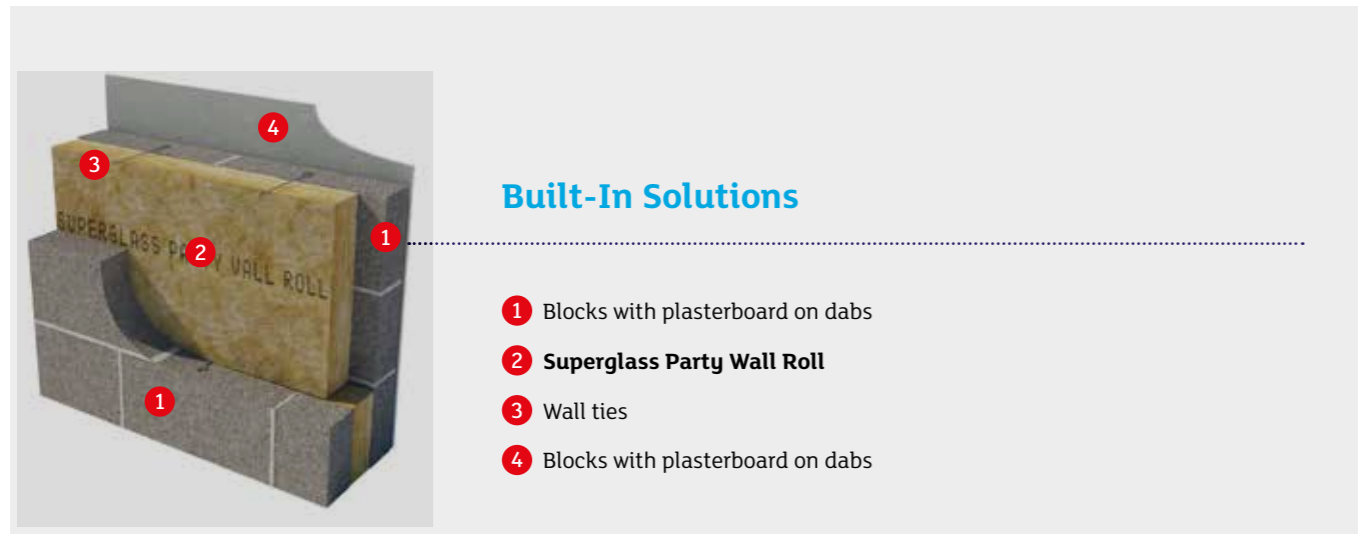 4
3
1
SUPERGLASS PARTY WALL ROLL
2
1
Built-In Solutions
1 Blocks with plasterboard on dabs
2 Superglass Party Wall Roll
3 Wall ties
4 Blocks with plasterboard on dabs